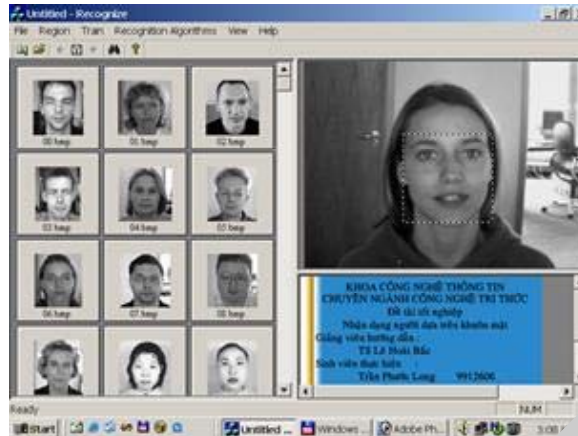 Untitled - Recognize
File Region Train Recognition Algorithms View Help
00.bmp 01.bmp 02.bmp
03.bmp 04.bmp 05.bmp
06.bmp 07.bmp 08.bmp
KHOA CÔNG NGHỆ THÔNG TIN
CHUYÊN NGÀNH CÔNG NGHỆ TRI THỨC
Đề tài tốt nghiệp
Nhận dạng người dựa trên khuôn mặt
Giảng viên hướng dẫn :
TS Lê Hoài Bắc
Sinh viên thực hiện :
Trần Phước Long 9912606
Ready NUM
Start Untitled ... Windows ... Adobe Ph...